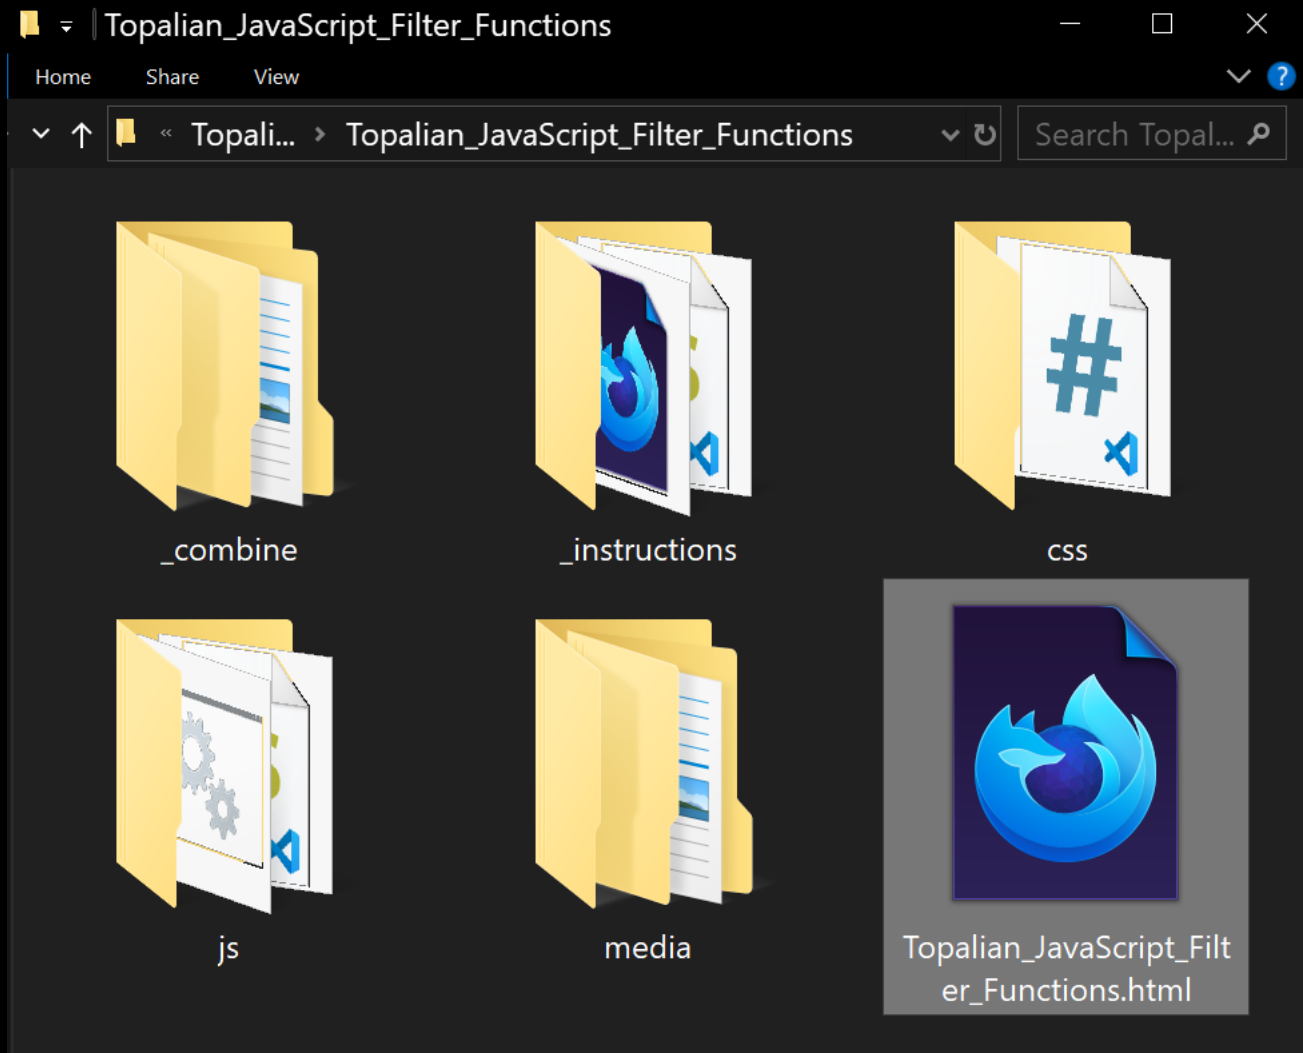 Topalian_JavaScript_Filter_Functions
Home Share View
?
« Topali... > Topalian_JavaScript_Filter_Functions
Search Topal...
_combine
_instructions
css
js
media
Topalian_JavaScript_Filt
er_Functions.html